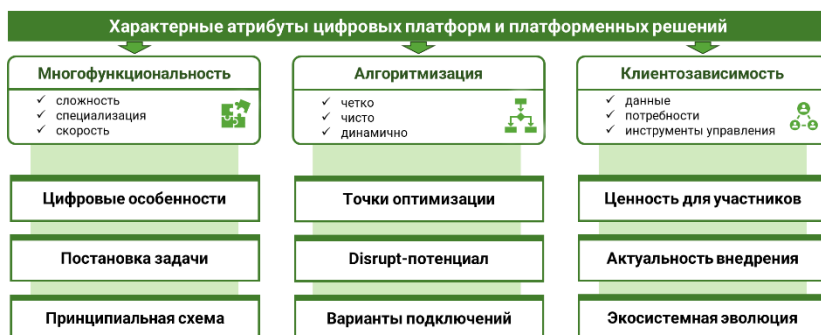 Характерные атрибуты цифровых платформ и платформенных решений
Многофункциональность
✓ сложность
✓ специализация
✓ скорость
Алгоритмизация
✓ четко
✓ чисто
✓ динамично
Клиентозависимость
✓ данные
✓ потребности
✓ инструменты управления
Цифровые особенности
Точки оптимизации
Ценность для участников
Постановка задачи
Disrupt-потенциал
Актуальность внедрения
Принципиальная схема
Варианты подключений
Экосистемная эволюция